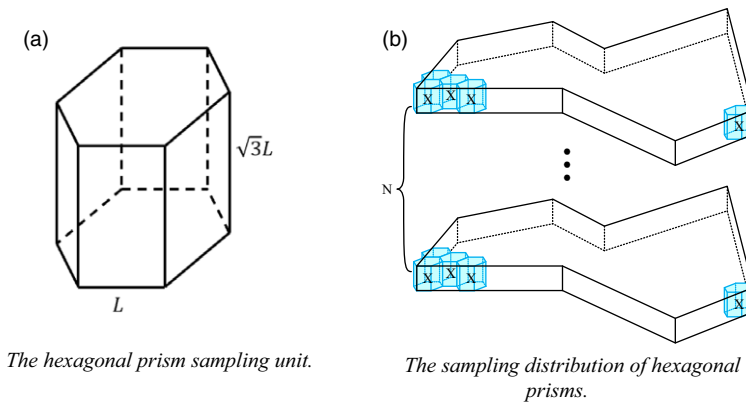 (a)
√3L
L
The hexagonal prism sampling unit.
(b)
X X X
X
N
X X X
X
The sampling distribution of hexagonal
prisms.